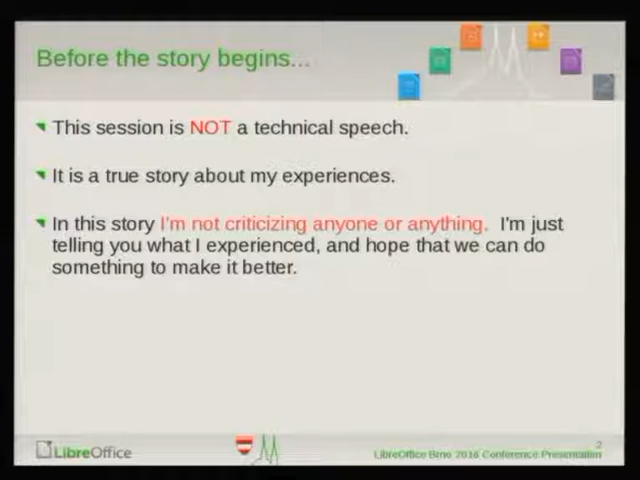 Before the story begins...
This session is NOT a technical speech.
It is a true story about my experiences.
In this story I'm not criticizing anyone or anything. I'm just
telling you what I experienced, and hope that we can do
something to make it better.
2
LibreOffice
LibreOffice Brno 2016 Conference Presentation